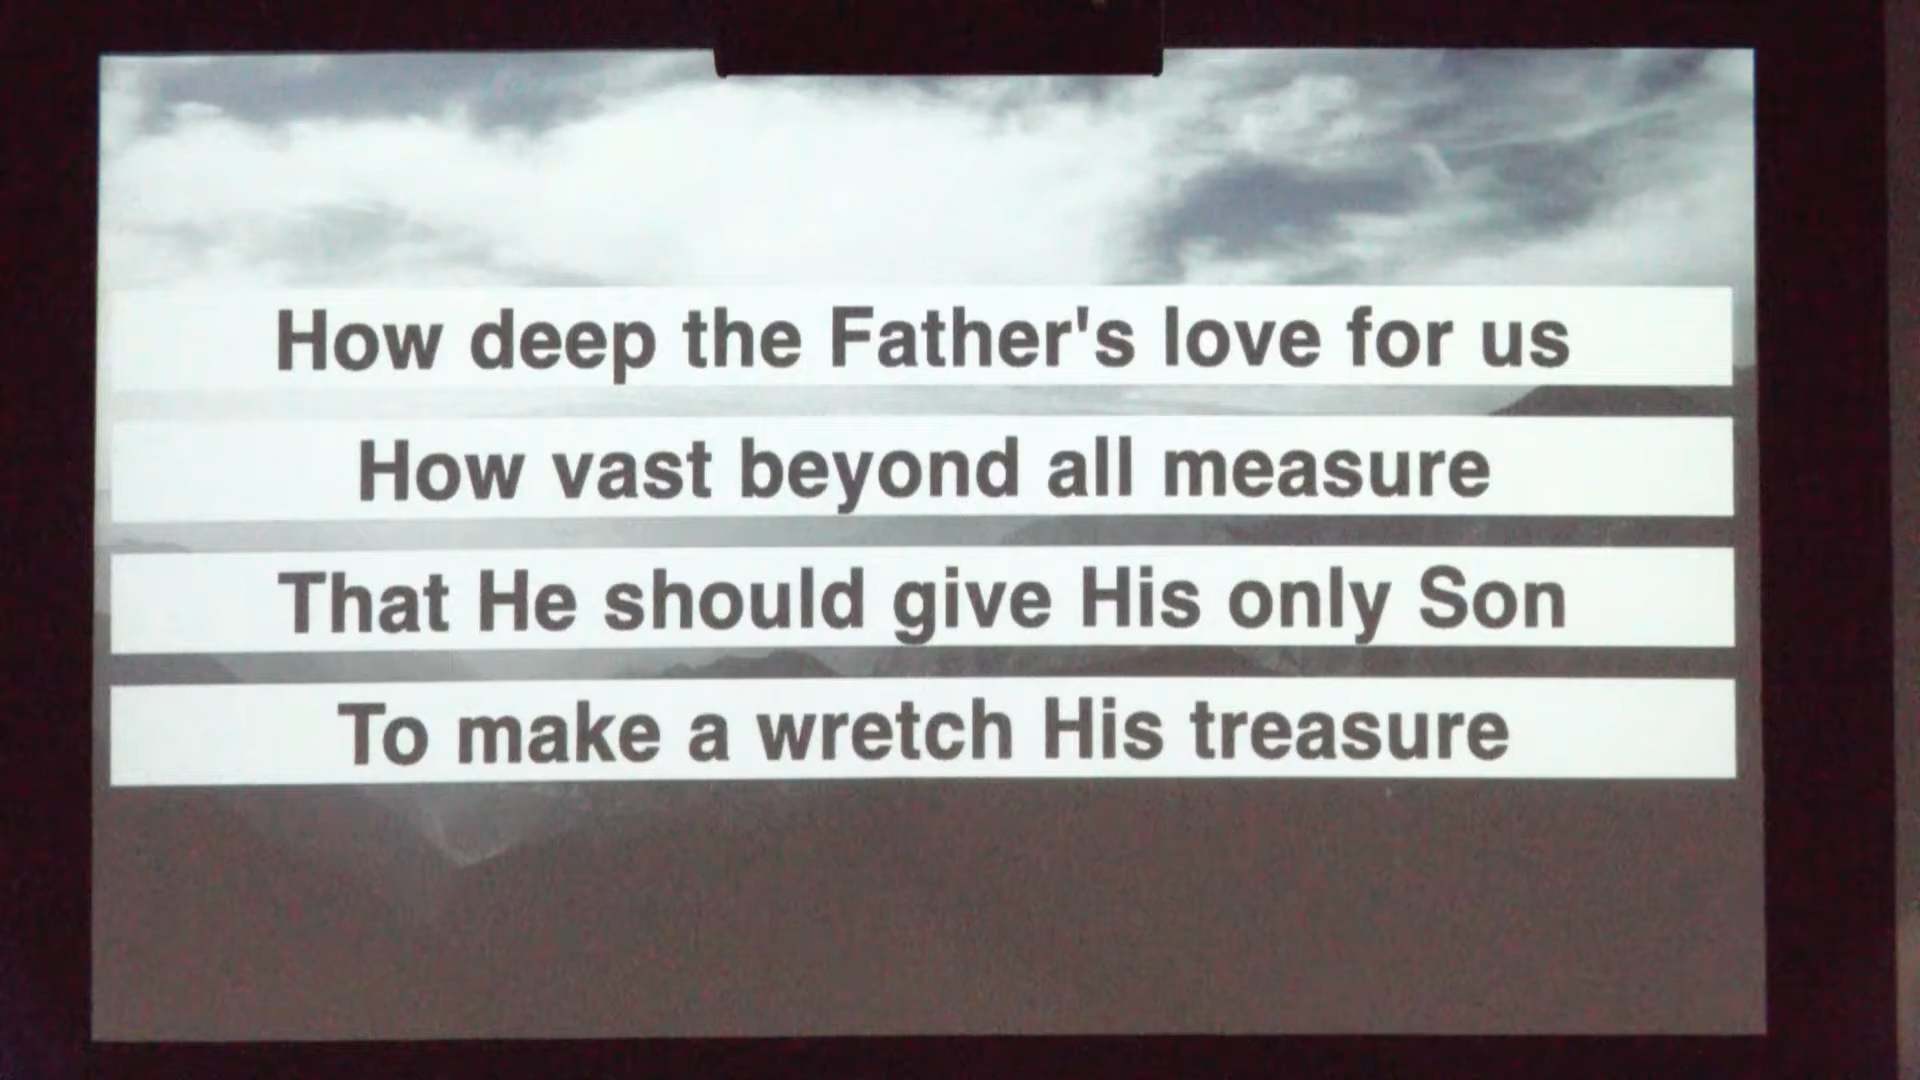 How deep the Father's love for us
How vast beyond all measure
That He should give His only Son
To make a wretch His treasure